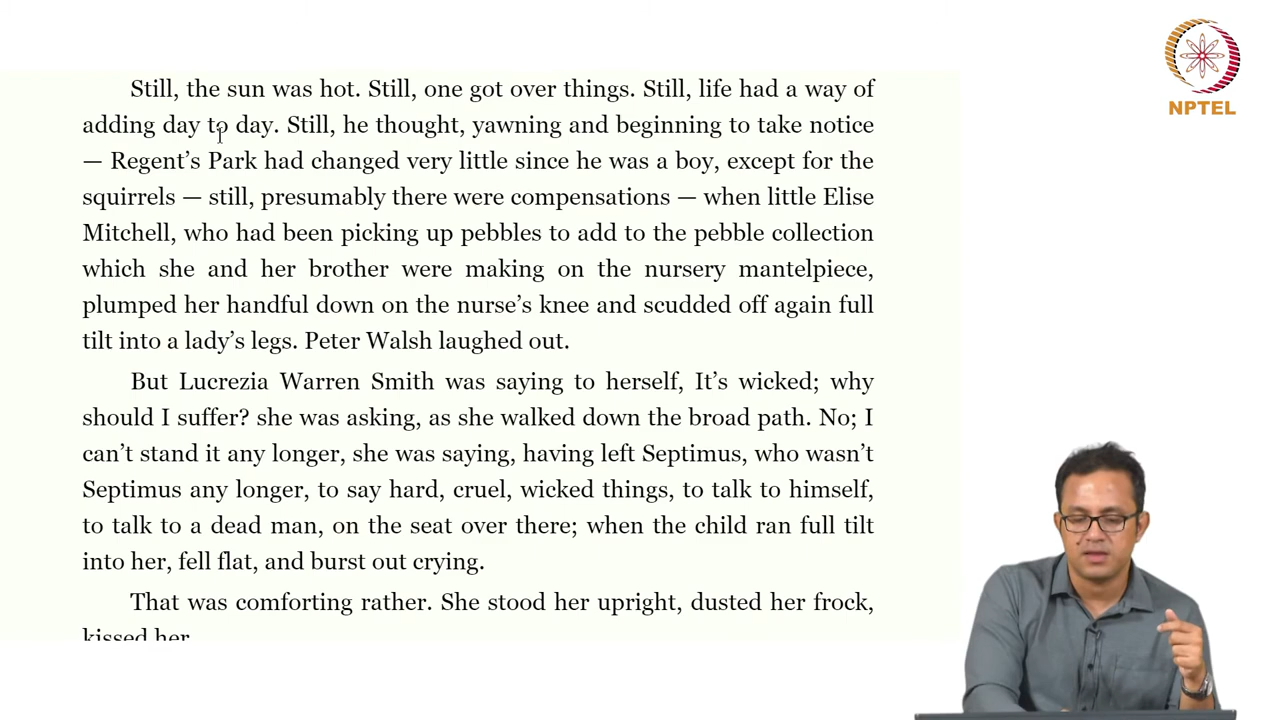 Still, the sun was hot. Still, one got over things. Still, life had a way of
adding day to day. Still, he thought, yawning and beginning to take notice
— Regent's Park had changed very little since he was a boy, except for the
squirrels — still, presumably there were compensations — when little Elise
Mitchell, who had been picking up pebbles to add to the pebble collection
which she and her brother were making on the nursery mantelpiece,
plumped her handful down on the nurse's knee and scudded off again full
tilt into a lady's legs. Peter Walsh laughed out.
But Lucrezia Warren Smith was saying to herself, It's wicked; why
should I suffer? she was asking, as she walked down the broad path. No; I
can't stand it any longer, she was saying, having left Septimus, who wasn't
Septimus any longer, to say hard, cruel, wicked things, to talk to himself,
to talk to a dead man, on the seat over there; when the child ran full tilt
into her, fell flat, and burst out crying.
That was comforting rather. She stood her upright, dusted her frock,
kissed her
NPTEL